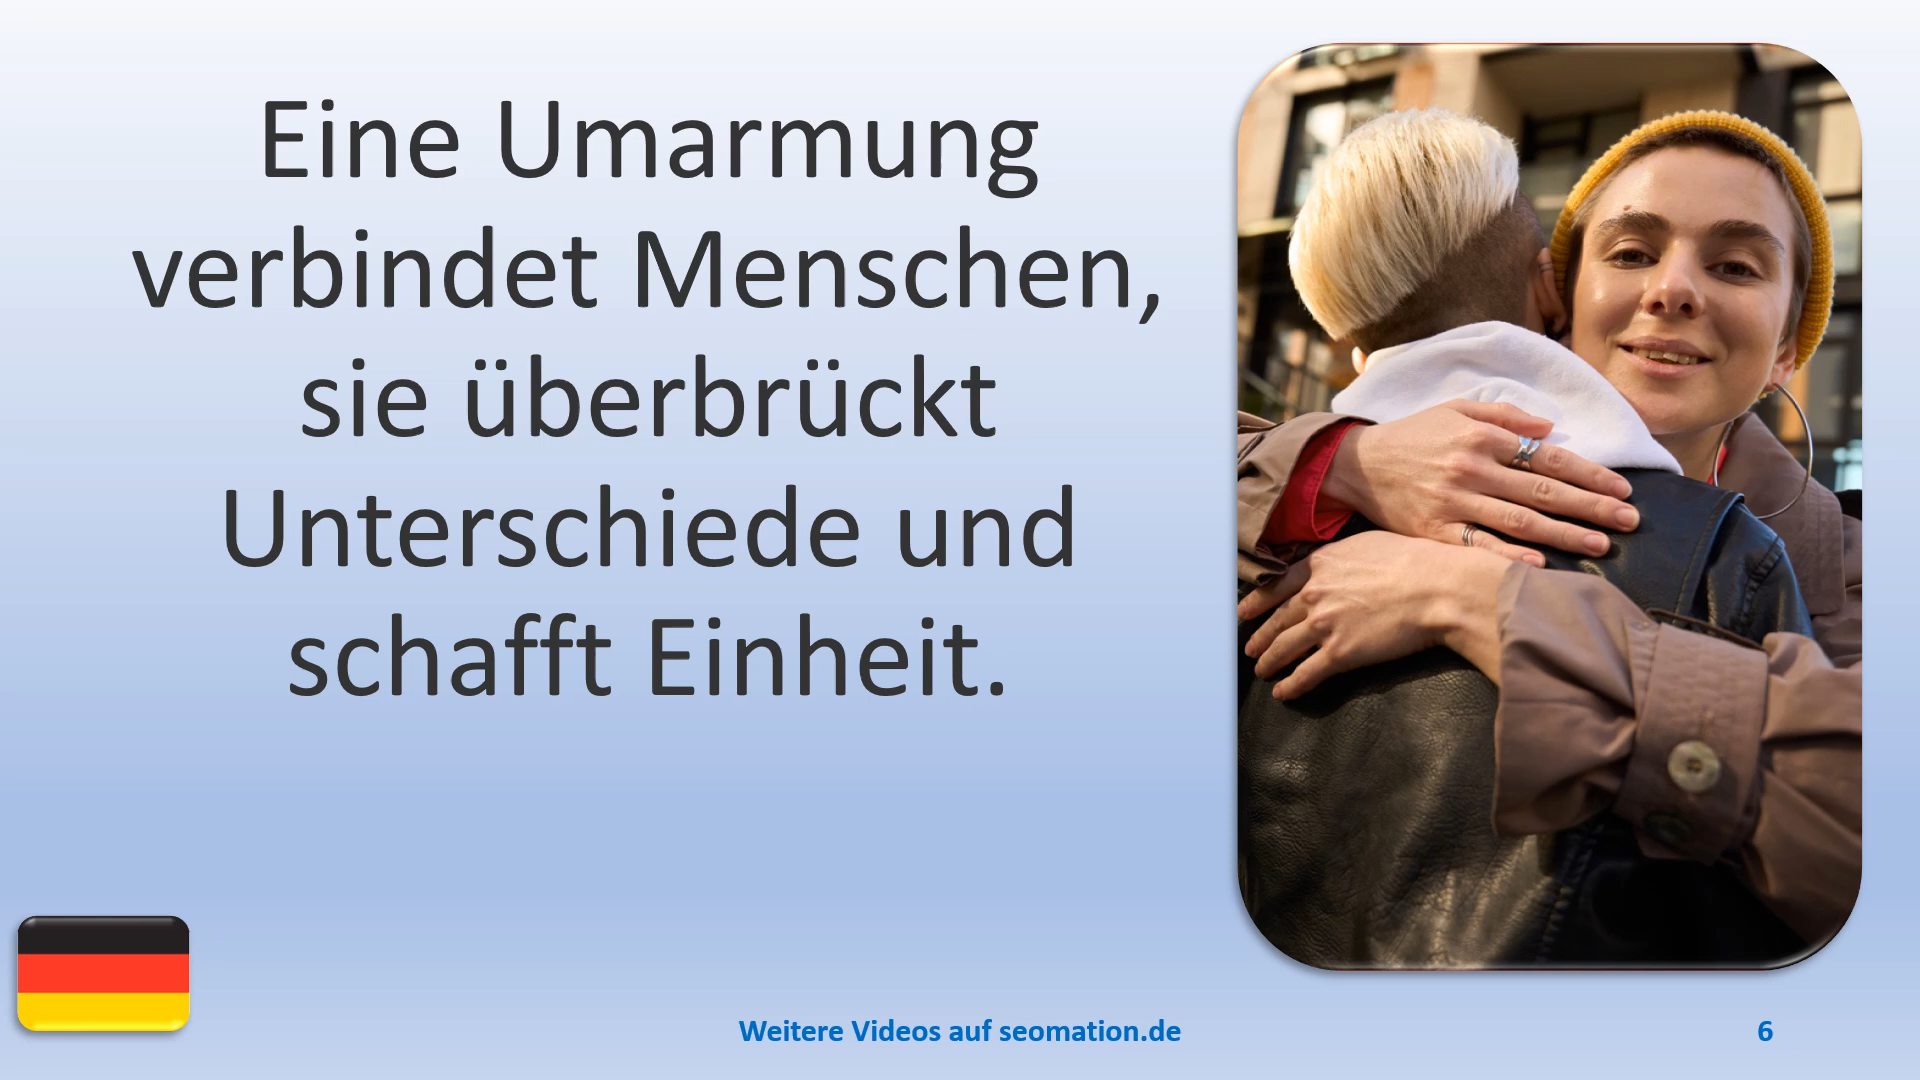 Eine Umarmung
verbindet Menschen,
sie überbrückt
Unterschiede und
schafft Einheit.
Weitere Videos auf seomation.de
6